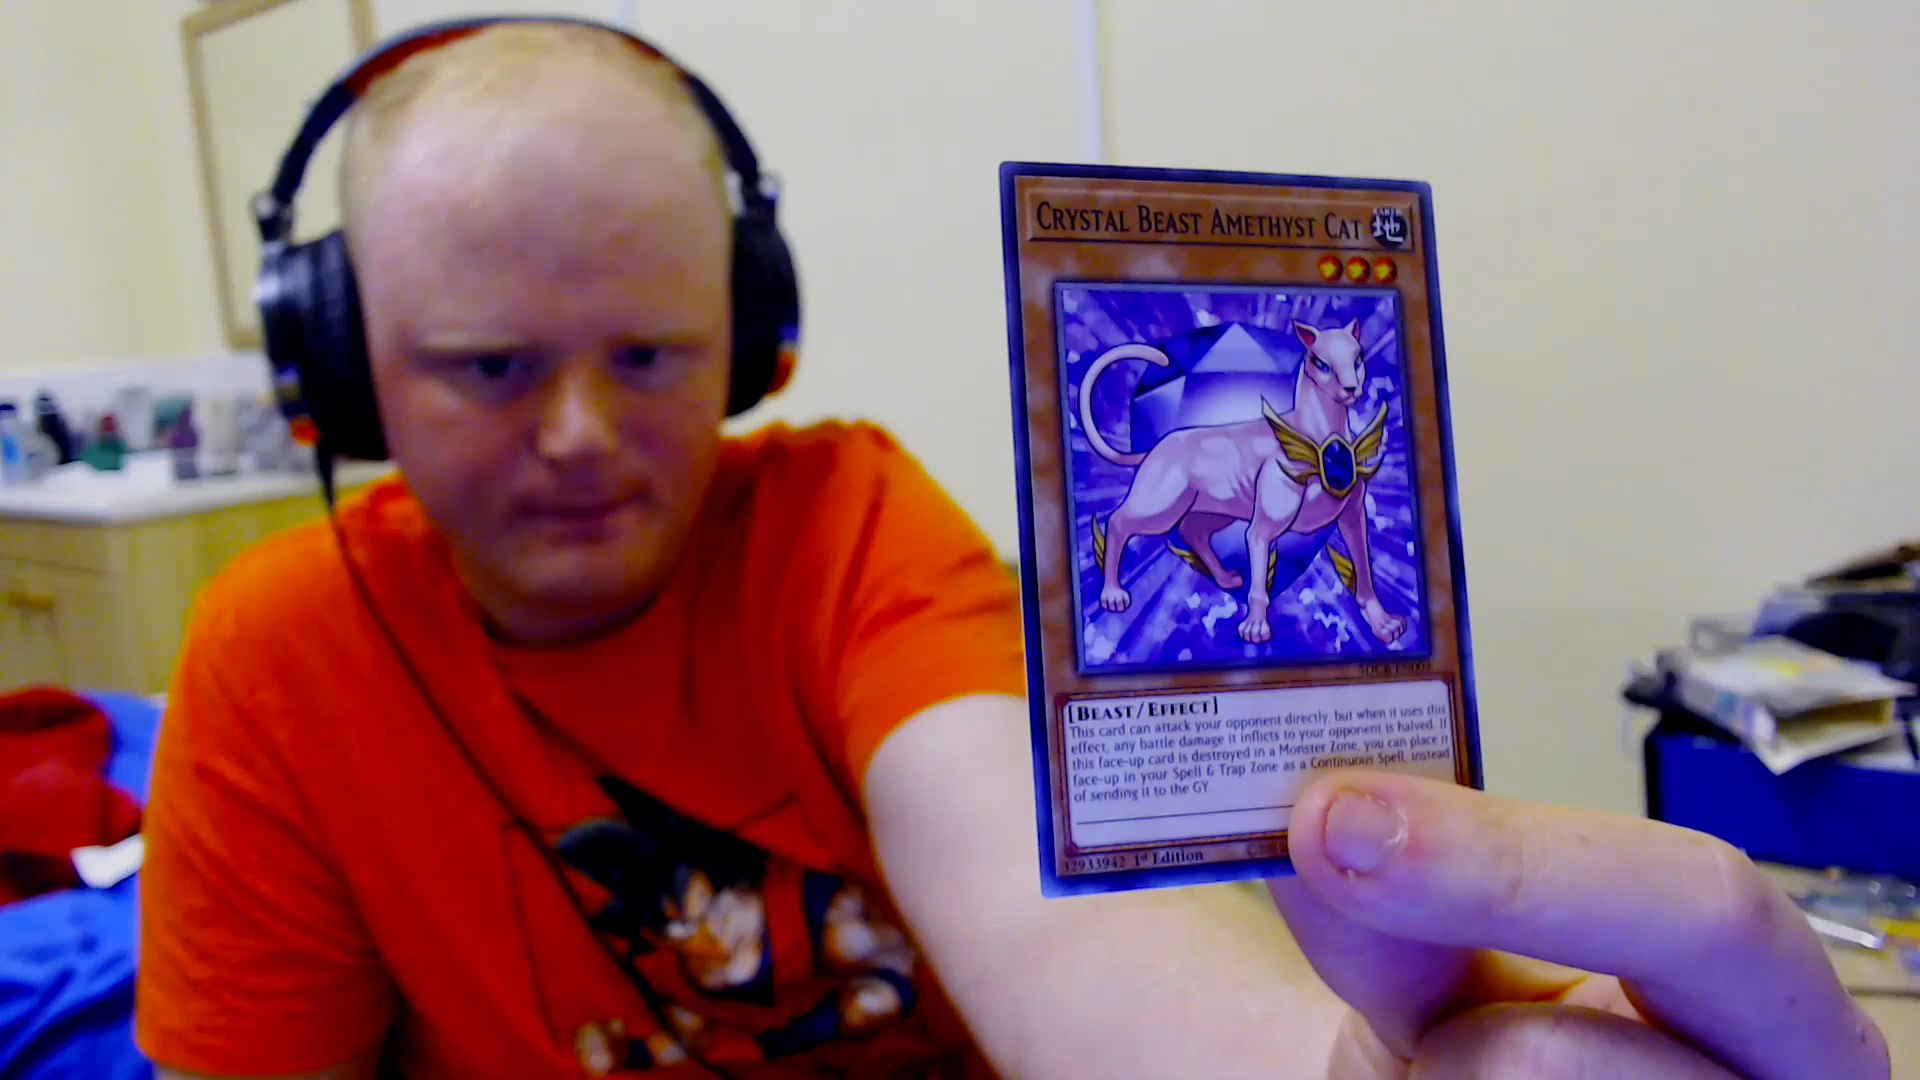 CRYSTAL BEAST AMETHYST CAT
地
[BEAST/EFFECT]
This card can attack your opponent directly, but when it uses this
effect, any battle damage it inflicts to your opponent is halved. If
this face-up card is destroyed in a Monster Zone, you can place it
face-up in your Spell & Trap Zone as a Continuous Spell, instead
of sending it to the GY
32933942 1st Edition